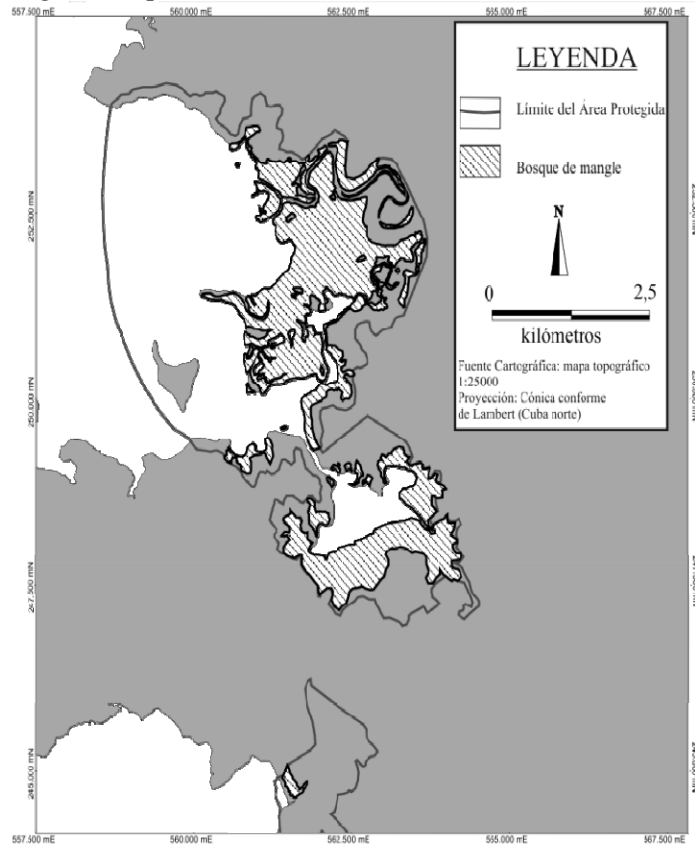 557.500 mE 560.000 mE 562.500 mE 565.000 mE 567.500 mE
LEYENDA
Límite del Área Protegida
Bosque de mangle
N
0 2,5
kilómetros
Fuente Cartográfica: mapa topográfico
1:25000
Proyección: Cónica conforme
de Lambert (Cuba norte)
252.500 mN
250.000 mN
247.500 mN
245.000 mN
557.500 mE 560.000 mE 562.500 mE 565.000 mE 567.500 mE